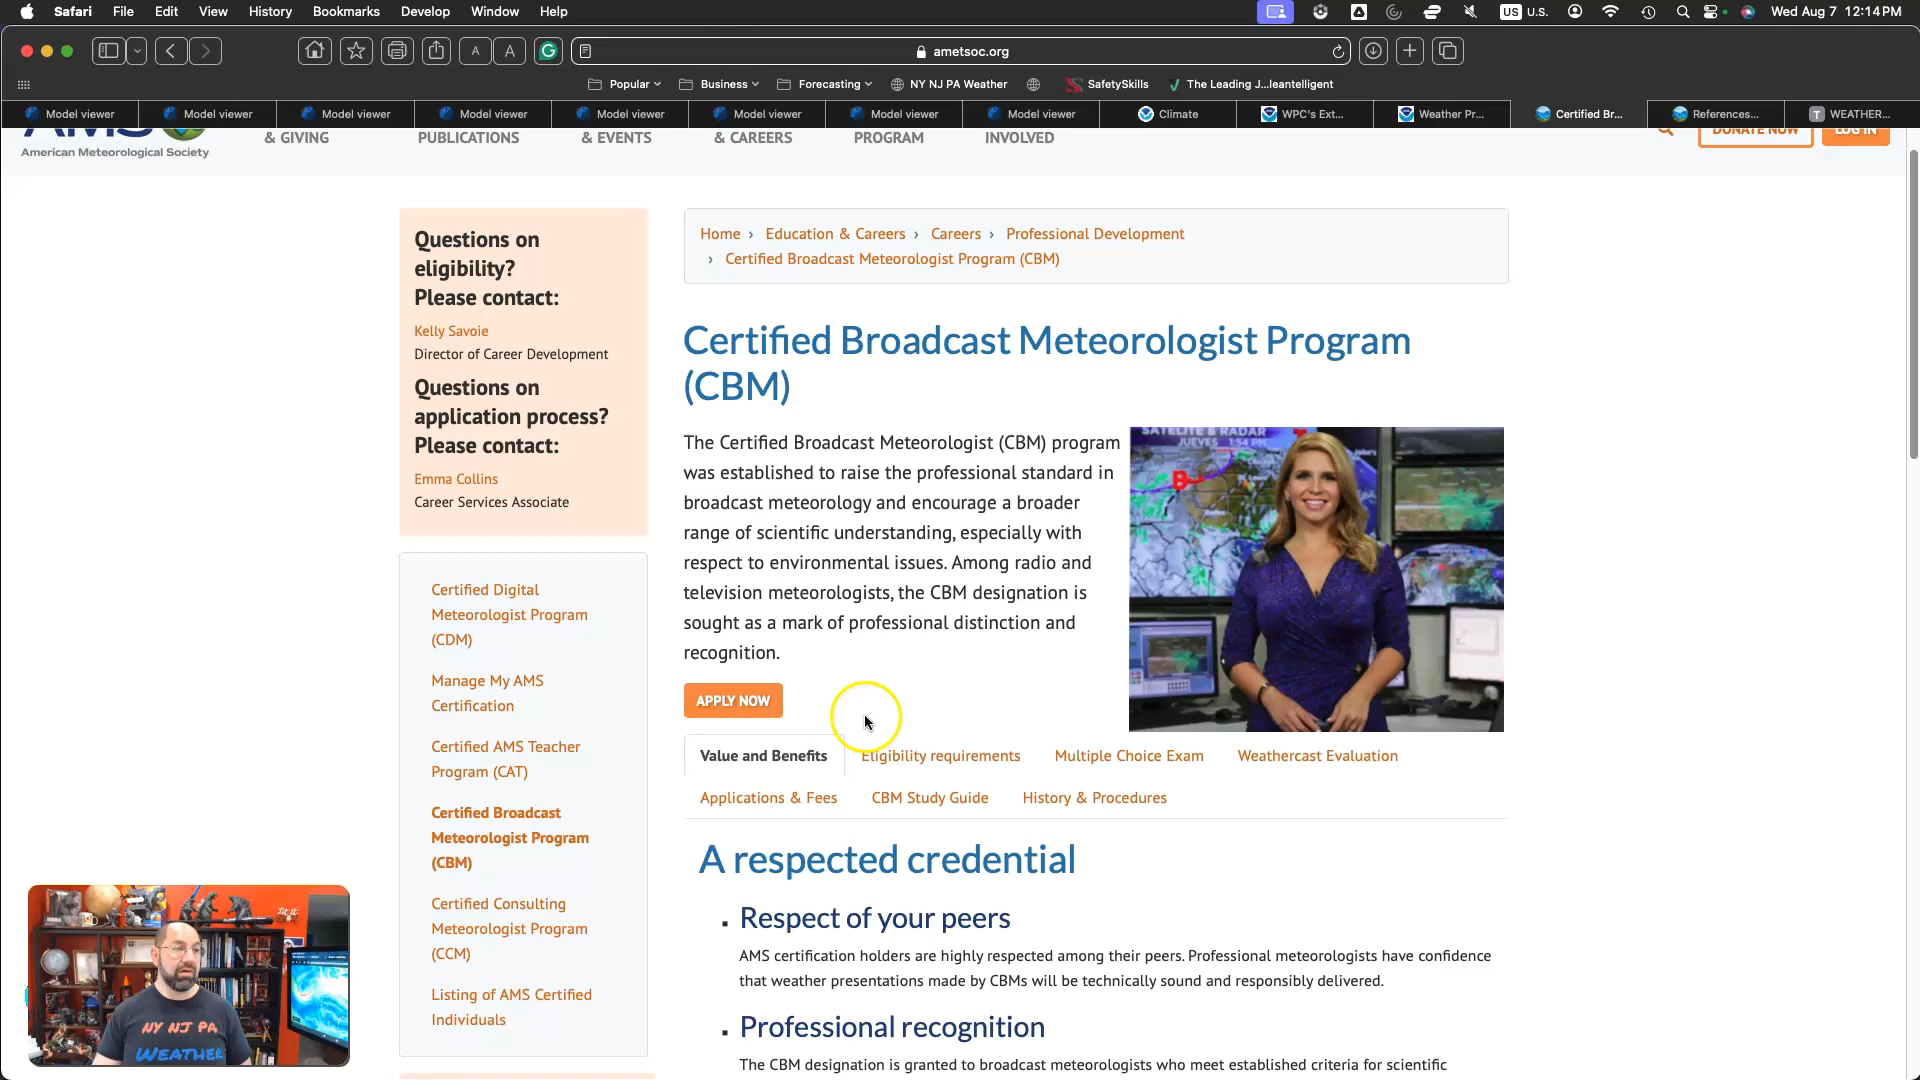 Safari File Edit View History Bookmarks Develop Window Help US U.S. Wed Aug 7 12:14 PM
A A G ametsoc.org
Popular Business Forecasting NY NJ PA Weather SafetySkills The Leading J...leantelligent
Model viewer Model viewer Model viewer Model viewer Model viewer Model viewer Model viewer Model viewer Climate WPC's Ext... Weather Pr... Certified Br... References... T WEATHER...
AMS
American Meteorological Society
& GIVING PUBLICATIONS & EVENTS & CAREERS PROGRAM INVOLVED DONATE NOW LOG IN
Questions on
eligibility?
Please contact:
Kelly Savoie
Director of Career Development
Questions on
application process?
Please contact:
Emma Collins
Career Services Associate
Certified Digital
Meteorologist Program
(CDM)
Manage My AMS
Certification
Certified AMS Teacher
Program (CAT)
Certified Broadcast
Meteorologist Program
(CBM)
Certified Consulting
Meteorologist Program
(CCM)
Listing of AMS Certified
Individuals
Home › Education & Careers › Careers › Professional Development
› Certified Broadcast Meteorologist Program (CBM)
Certified Broadcast Meteorologist Program
(CBM)
The Certified Broadcast Meteorologist (CBM) program
was established to raise the professional standard in
broadcast meteorology and encourage a broader
range of scientific understanding, especially with
respect to environmental issues. Among radio and
television meteorologists, the CBM designation is
sought as a mark of professional distinction and
recognition.
SATELITE & RADAR
JUEVES 1:54 PM
B
APPLY NOW
Value and Benefits Eligibility requirements Multiple Choice Exam Weathercast Evaluation
Applications & Fees CBM Study Guide History & Procedures
A respected credential
Respect of your peers
AMS certification holders are highly respected among their peers. Professional meteorologists have confidence
that weather presentations made by CBMs will be technically sound and responsibly delivered.
Professional recognition
The CBM designation is granted to broadcast meteorologists who meet established criteria for scientific
NY NJ PA
WEATHER